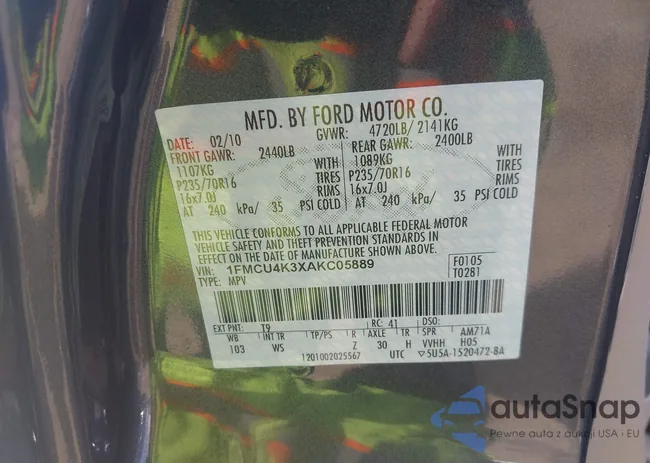 MFD. BY FORD MOTOR CO.
DATE: 02/10 GVWR: 4720LB/ 2141KG
FRONT GAWR: 2440LB REAR GAWR: 2400LB
1107KG WITH 1089KG WITH
P235/70R16 TIRES P235/70R16 TIRES
16x7.0J RIMS 16x7.0J RIMS
AT 240 kPa/ 35 PSI COLD AT 240 kPa/ 35 PSI COLD
THIS VEHICLE CONFORMS TO ALL APPLICABLE FEDERAL MOTOR
VEHICLE SAFETY AND THEFT PREVENTION STANDARDS IN
EFFECT ON THE DATE OF MANUFACTURE SHOWN ABOVE.
VIN: 1FMCU4K3XAKC05889 F0105
TYPE: MPV T0281
EXT PNT: T9 RC: 41 DSO:
WB INT TR TP/PS R AXLE TR SPR AM71A
103 WS Z 30 H VVHH H05
1201002025567 UTC 5U5A-1520472-BA
autaSnap
Pewne auta z aukcji USA i EU